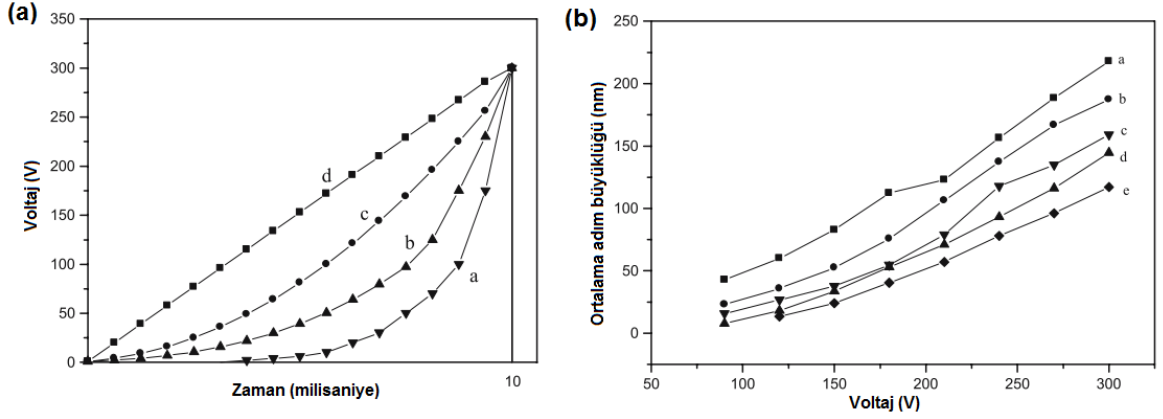 (a)
350
300
250
200
150
100
50
0
Voltaj (V)
d
c
b
a
Zaman (milisaniye)
10
(b)
250
200
150
100
50
0
Ortalama adım büyüklüğü (nm)
a
b
c
d
e
50
100
150
200
250
300
Voltaj (V)